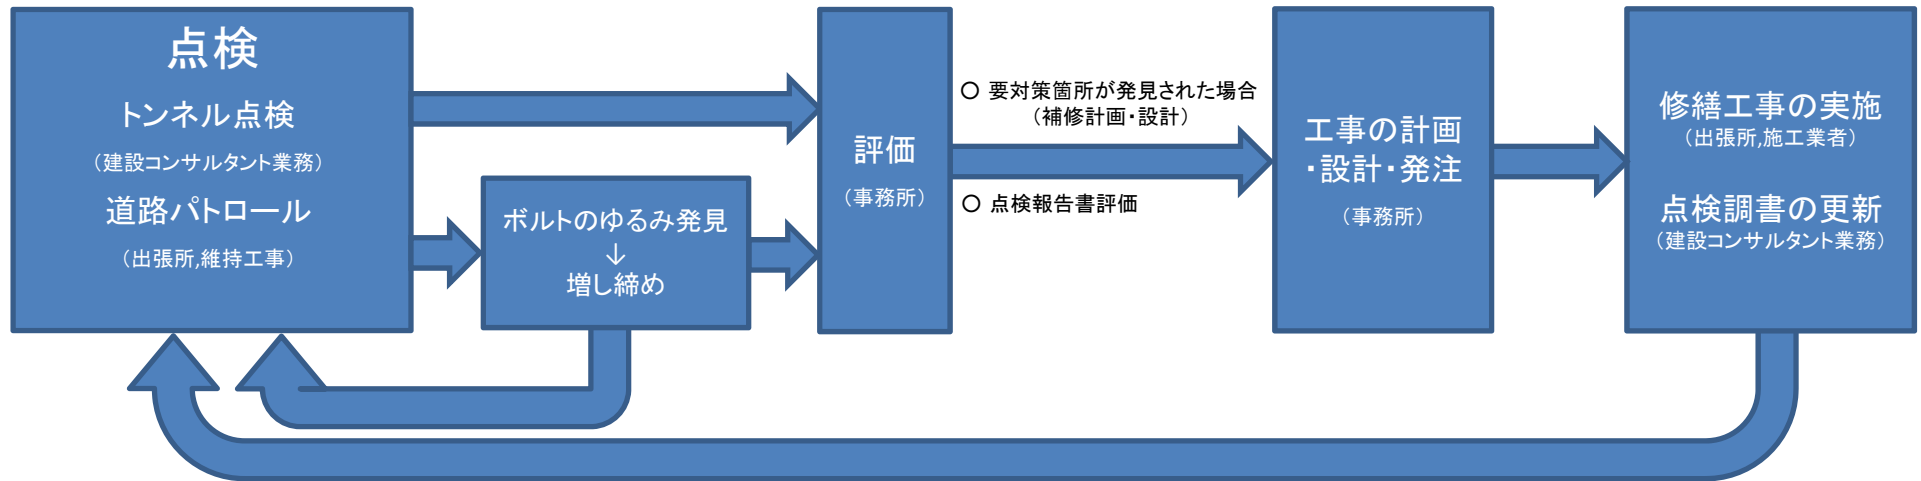 点検
トンネル点検
(建設コンサルタント業務)
道路パトロール
(出張所,維持工事)
ボルトのゆるみ発見
↓
増し締め
評価
(事務所)
○ 要対策箇所が発見された場合
(補修計画・設計)
○ 点検報告書評価
工事の計画
・設計・発注
(事務所)
修繕工事の実施
(出張所,施工業者)
点検調書の更新
(建設コンサルタント業務)